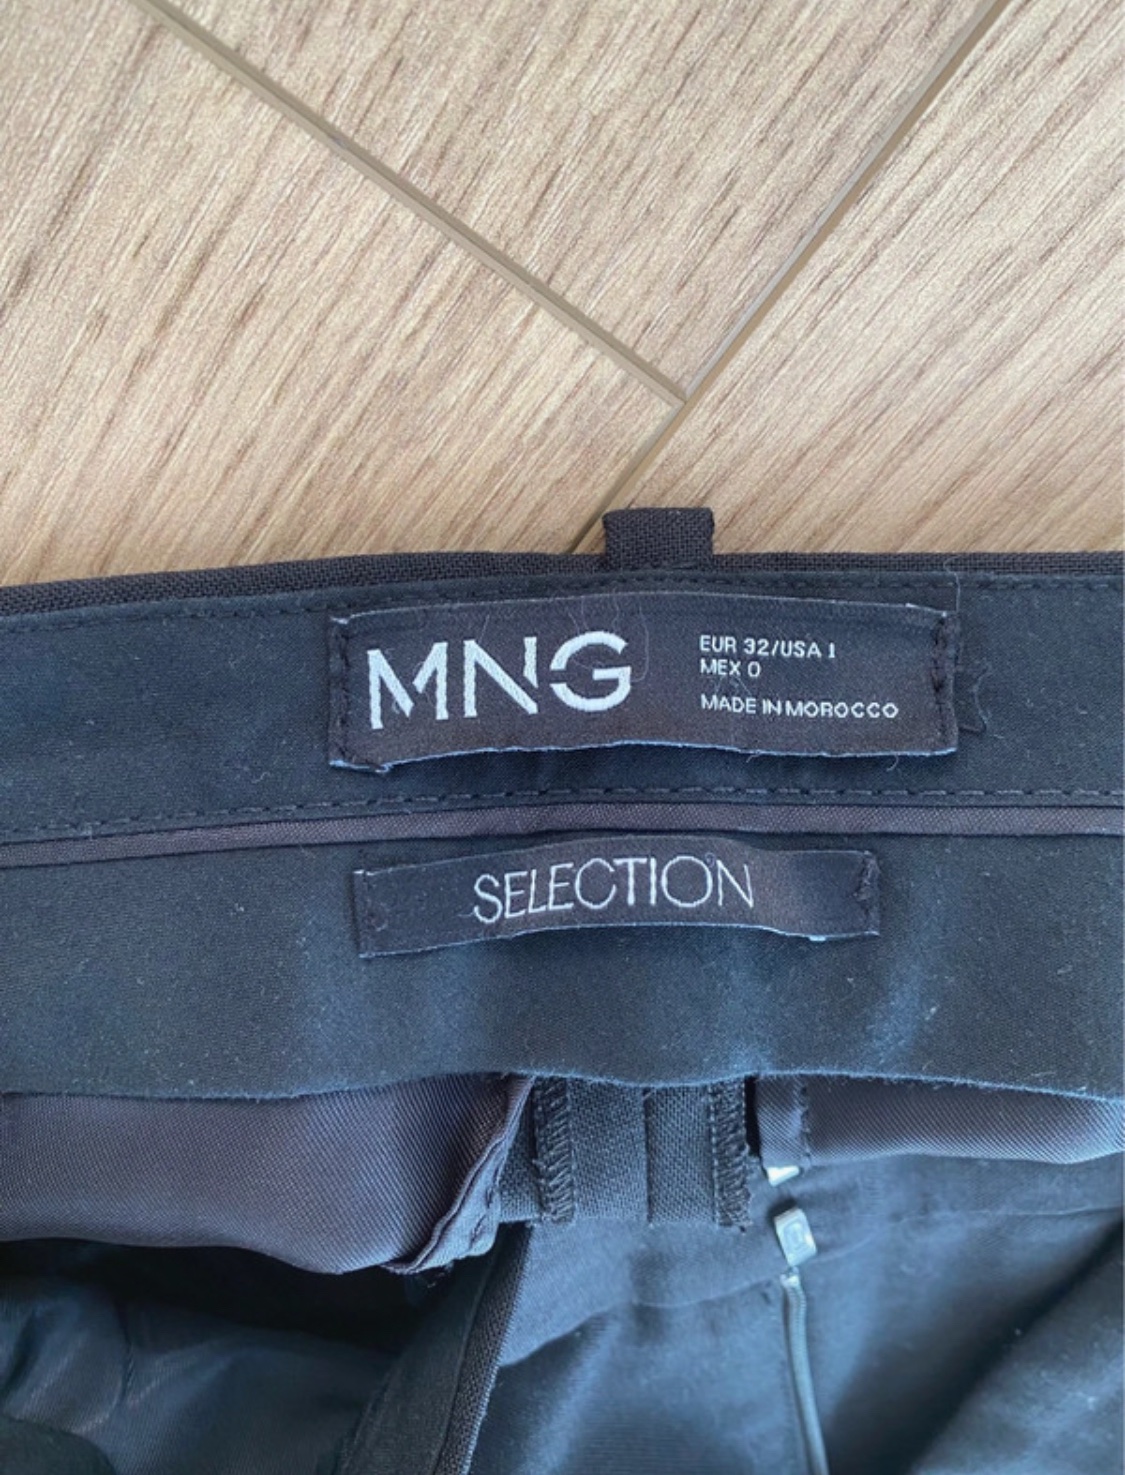 MNG
EUR 32/USA 1
MEX 0
MADE IN MOROCCO
SELECTION